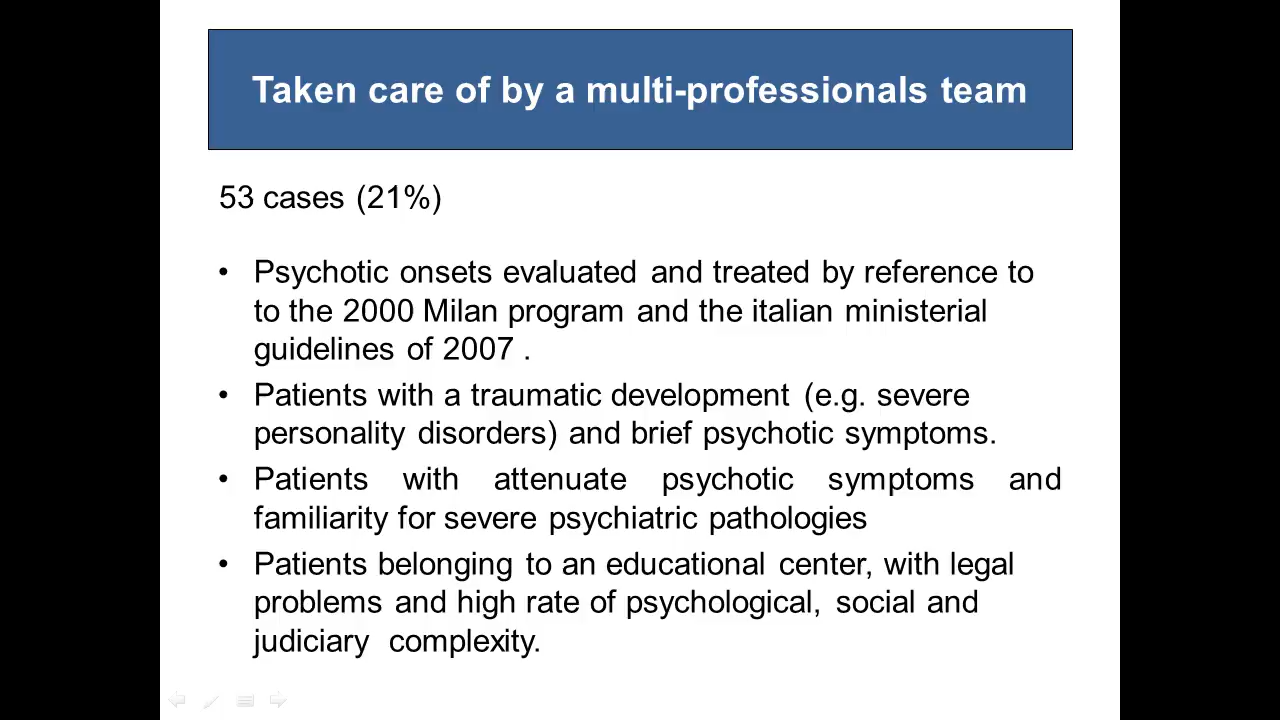 Taken care of by a multi-professionals team
53 cases (21%)
• Psychotic onsets evaluated and treated by reference to
to the 2000 Milan program and the italian ministerial
guidelines of 2007 .
• Patients with a traumatic development (e.g. severe
personality disorders) and brief psychotic symptoms.
• Patients with attenuate psychotic symptoms and
familiarity for severe psychiatric pathologies
• Patients belonging to an educational center, with legal
problems and high rate of psychological, social and
judiciary complexity.